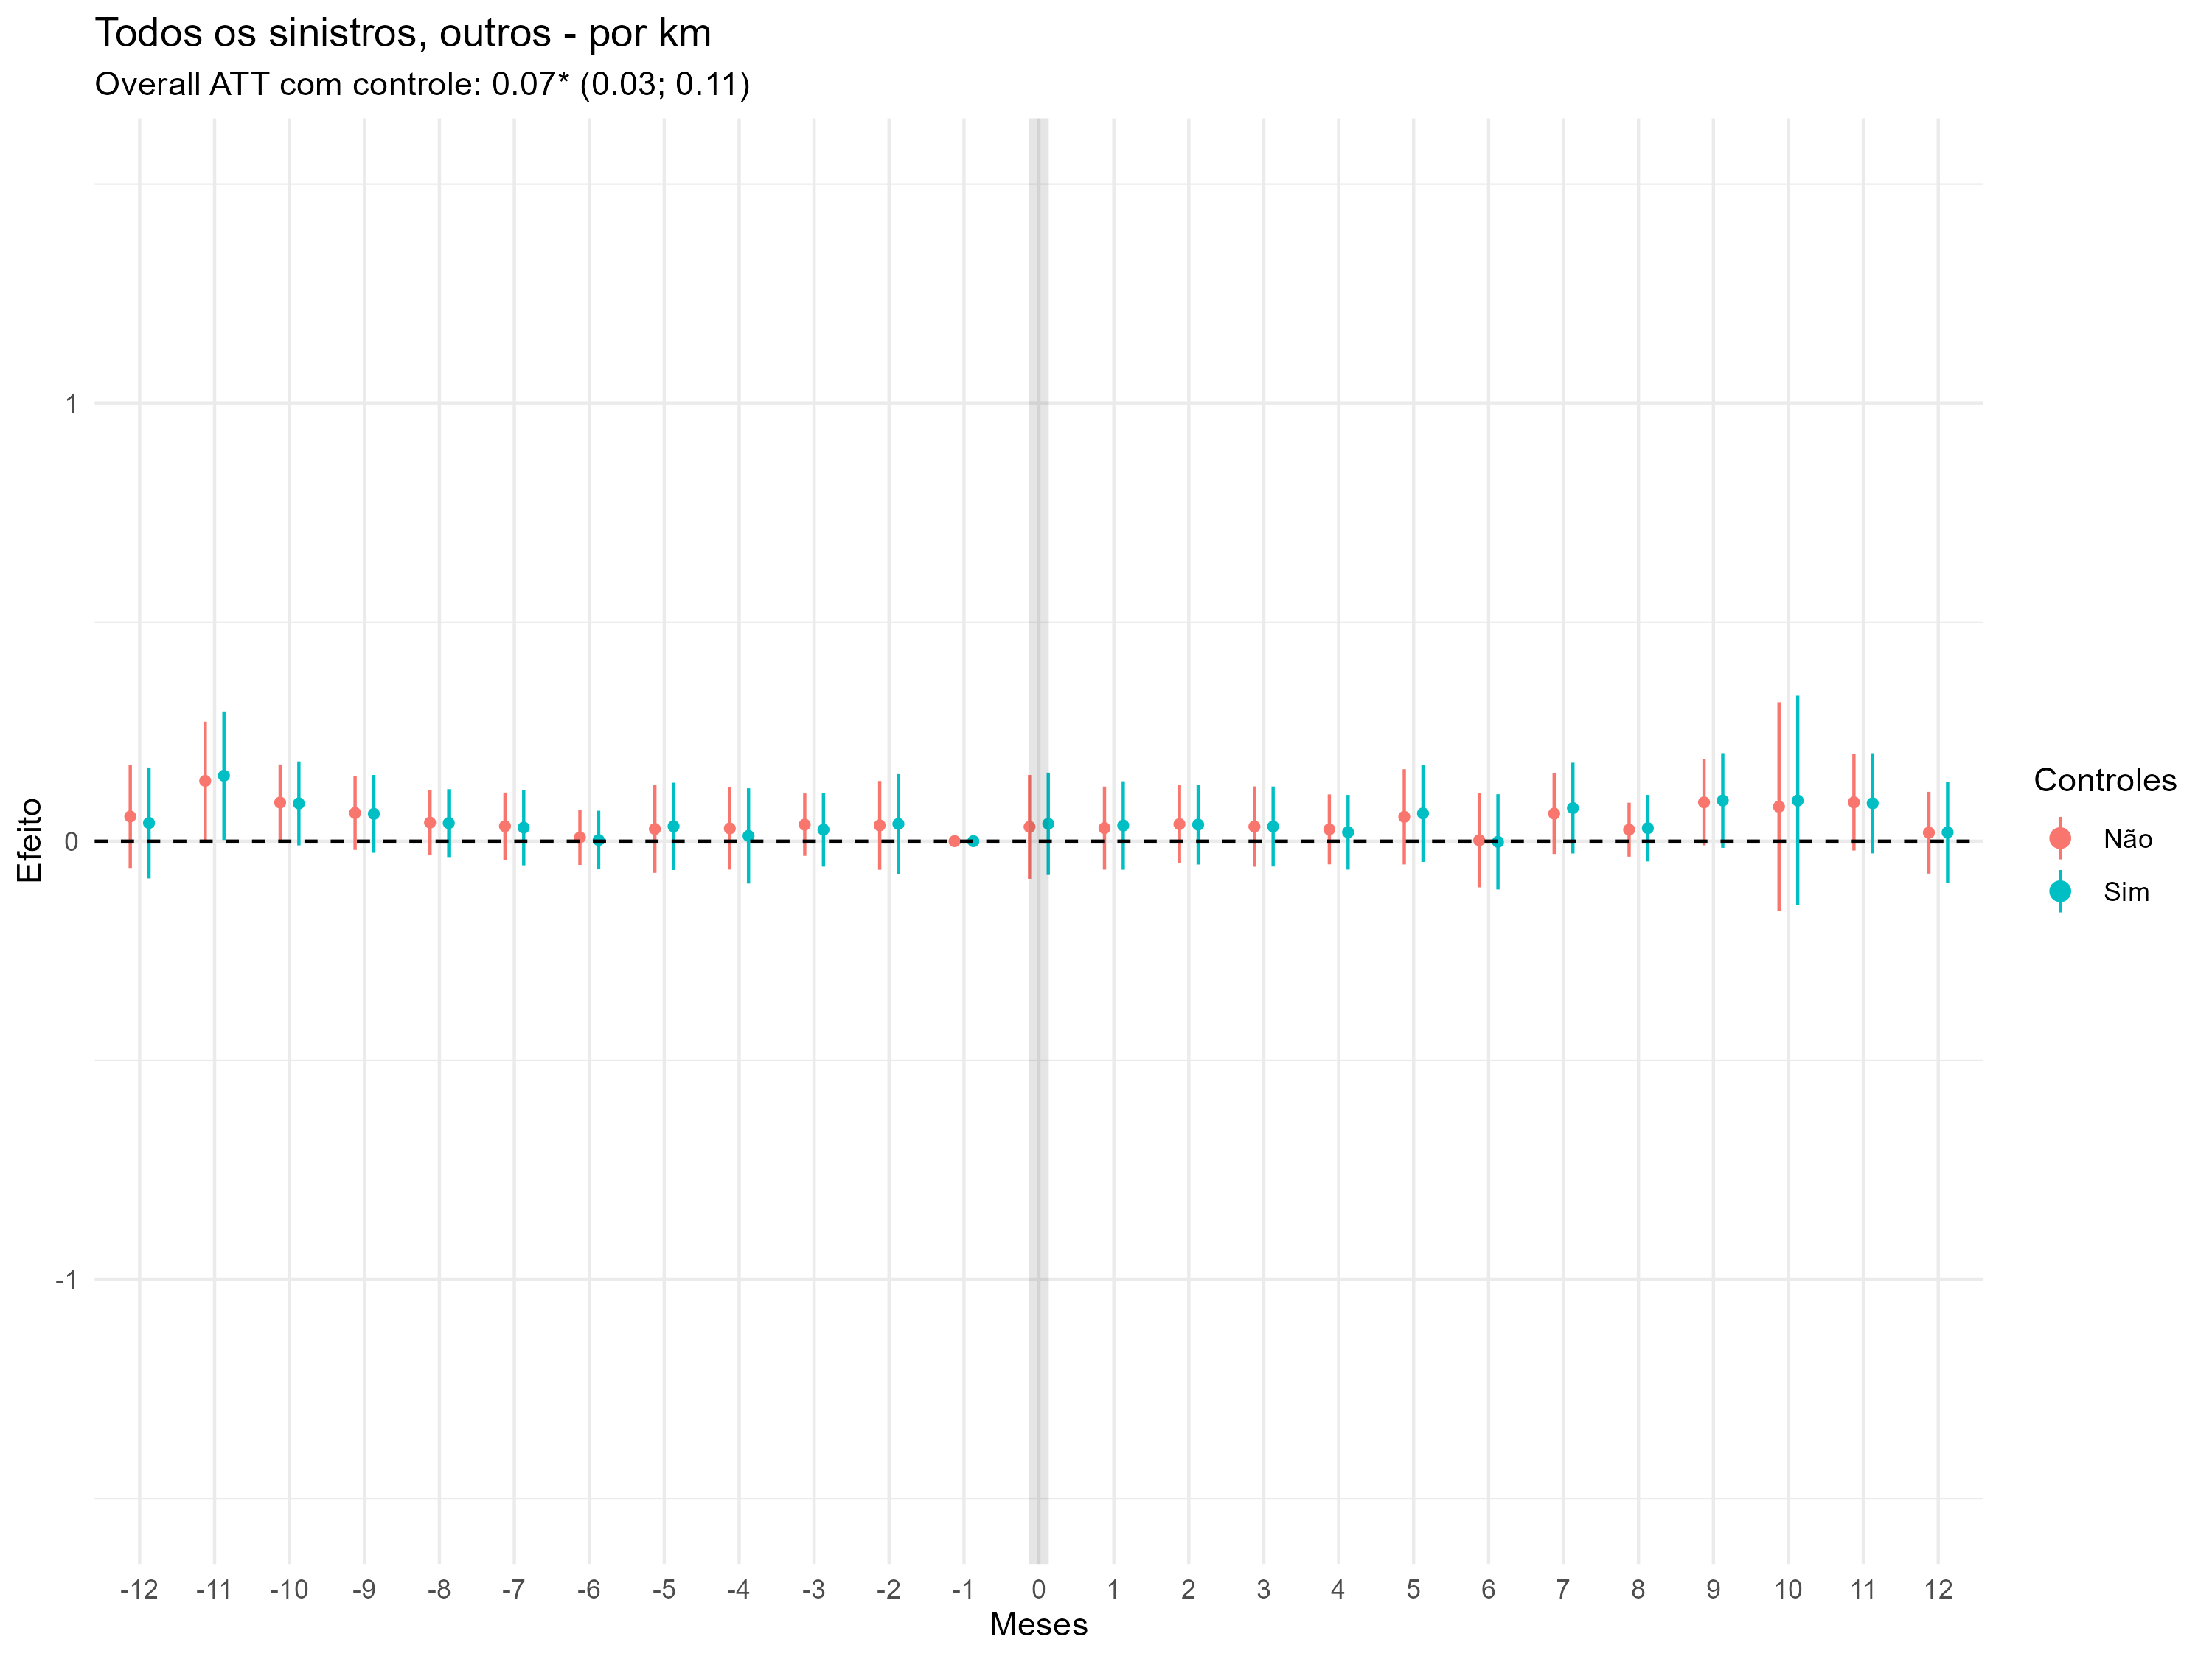 Todos os sinistros, outros - por km
Overall ATT com controle: 0.07* (0.03; 0.11)
Efeito
1
0
-1
-12 -11 -10 -9 -8 -7 -6 -5 -4 -3 -2 -1 0 1 2 3 4 5 6 7 8 9 10 11 12
Meses
Controles
Não
Sim